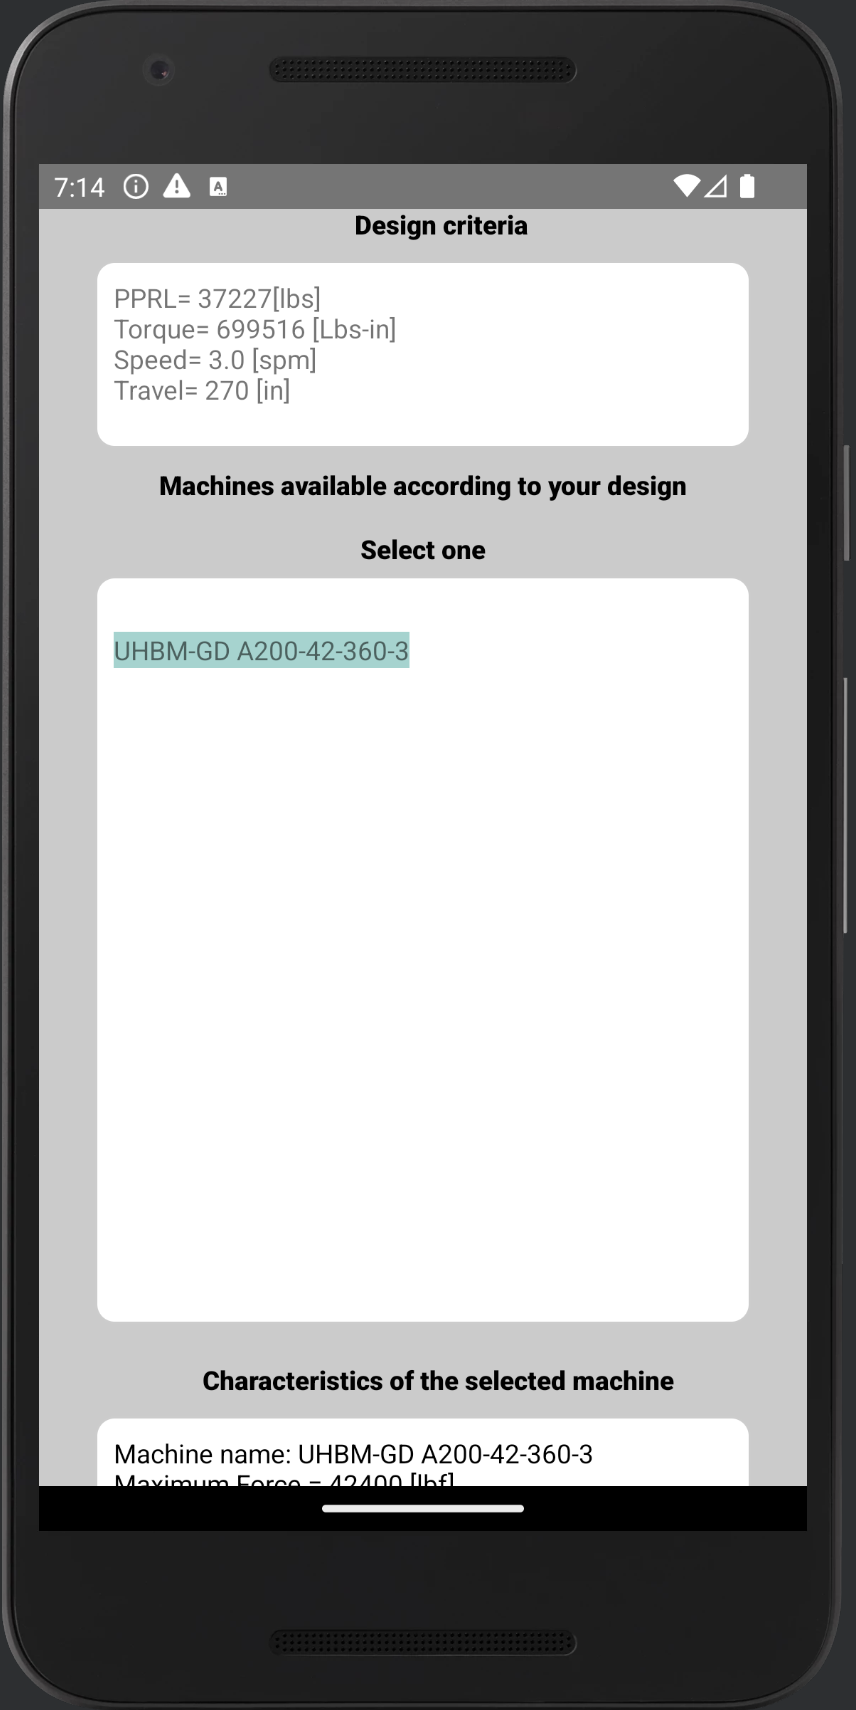 7:14
Design criteria
PPRL= 37227[lbs]
Torque= 699516 [Lbs-in]
Speed= 3.0 [spm]
Travel= 270 [in]
Machines available according to your design
Select one
UHBM-GD A200-42-360-3
Characteristics of the selected machine
Machine name: UHBM-GD A200-42-360-3
Maximum Force = 42400 [lbf]